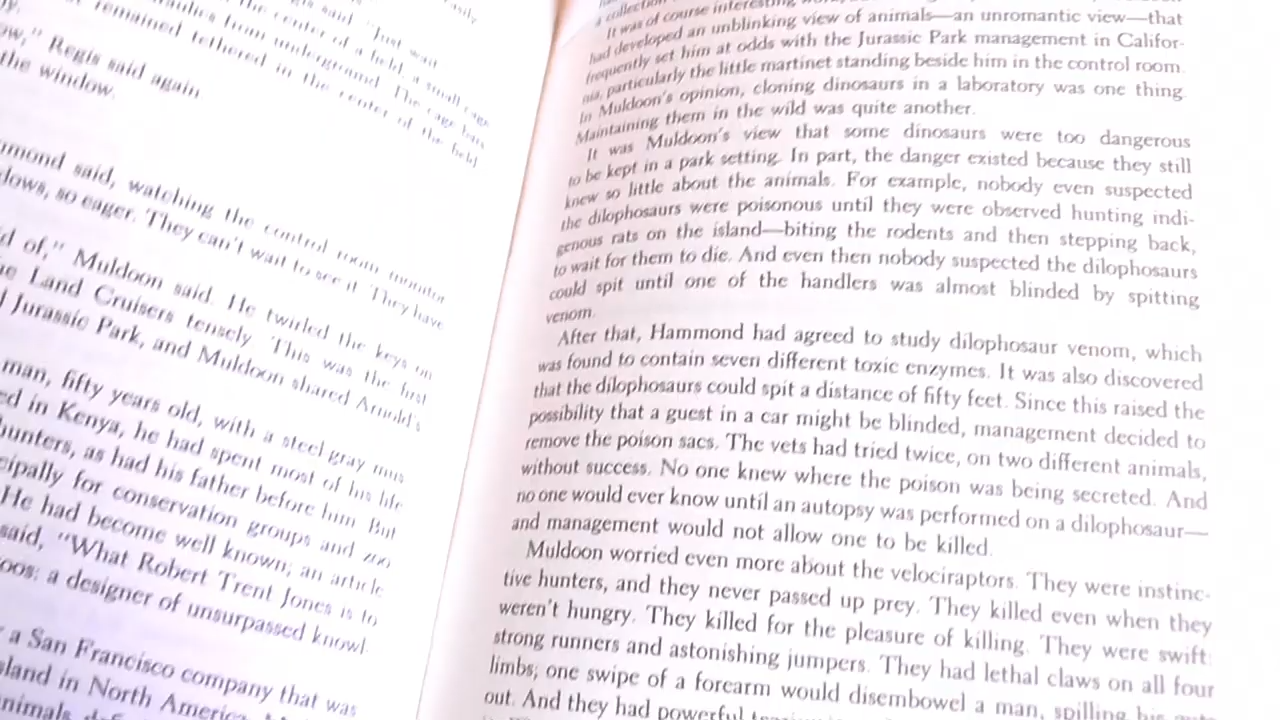 is said "Just wait
the center of a field, a small cage
from underground. The cage bars
remained tethered in the center of the field
," Regis said again
the window.
mond said, watching the control room monitor
dows, so eager. They can't wait to see it. They have
d of," Muldoon said. He twirled the keys on
Land Cruisers tensely. This was the first
Jurassic Park, and Muldoon shared Arnold's
man, fifty years old, with a steel gray mus
ed in Kenya, he had spent most of his life
hunters, as had his father before him. But
cipally for conservation groups and zoo
He had become well known; an article
said, "What Robert Trent Jones is to
zoos: a designer of unsurpassed knowl
a San Francisco company that was
sland in North America.
animals,
a collection
It was of course interesting
had developed an unblinking view of animals—an unromantic view—that
frequently set him at odds with the Jurassic Park management in Califor-
nia, particularly the little martinet standing beside him in the control room.
In Muldoon's opinion, cloning dinosaurs in a laboratory was one thing.
Maintaining them in the wild was quite another.
It was Muldoon's view that some dinosaurs were too dangerous
to be kept in a park setting. In part, the danger existed because they still
knew so little about the animals. For example, nobody even suspected
the dilophosaurs were poisonous until they were observed hunting indi-
genous rats on the island—biting the rodents and then stepping back,
to wait for them to die. And even then nobody suspected the dilophosaurs
could spit until one of the handlers was almost blinded by spitting
venom.
After that, Hammond had agreed to study dilophosaur venom, which
was found to contain seven different toxic enzymes. It was also discovered
that the dilophosaurs could spit a distance of fifty feet. Since this raised the
possibility that a guest in a car might be blinded, management decided to
remove the poison sacs. The vets had tried twice, on two different animals,
without success. No one knew where the poison was being secreted. And
no one would ever know until an autopsy was performed on a dilophosaur—
and management would not allow one to be killed.
Muldoon worried even more about the velociraptors. They were instinc-
tive hunters, and they never passed up prey. They killed even when they
weren't hungry. They killed for the pleasure of killing. They were swift:
strong runners and astonishing jumpers. They had lethal claws on all four
limbs; one swipe of a forearm would disembowel a man, spilling his guts
out. And they had powerful